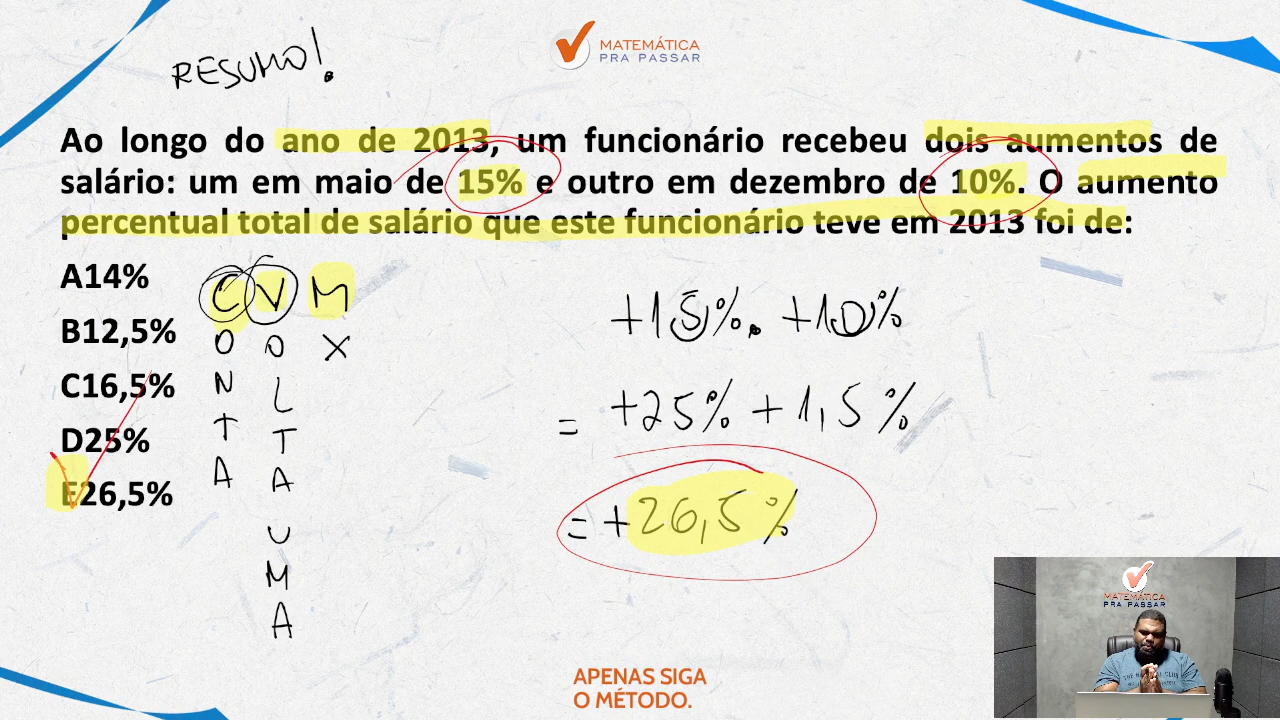 RESUMO!
MATEMÁTICA
PRA PASSAR
Ao longo do ano de 2013, um funcionário recebeu dois aumentos de
salário: um em maio de 15% e outro em dezembro de 10%. O aumento
percentual total de salário que este funcionário teve em 2013 foi de:
A14%
B12,5%
C16,5%
D25%
E26,5%
C V M
O O X
N L
T T
A A
U
M
A
+15% . +10%
= +25% + 1,5%
= +26,5%
MATEMÁTICA
PRA PASSAR
APENAS SIGA
O MÉTODO.